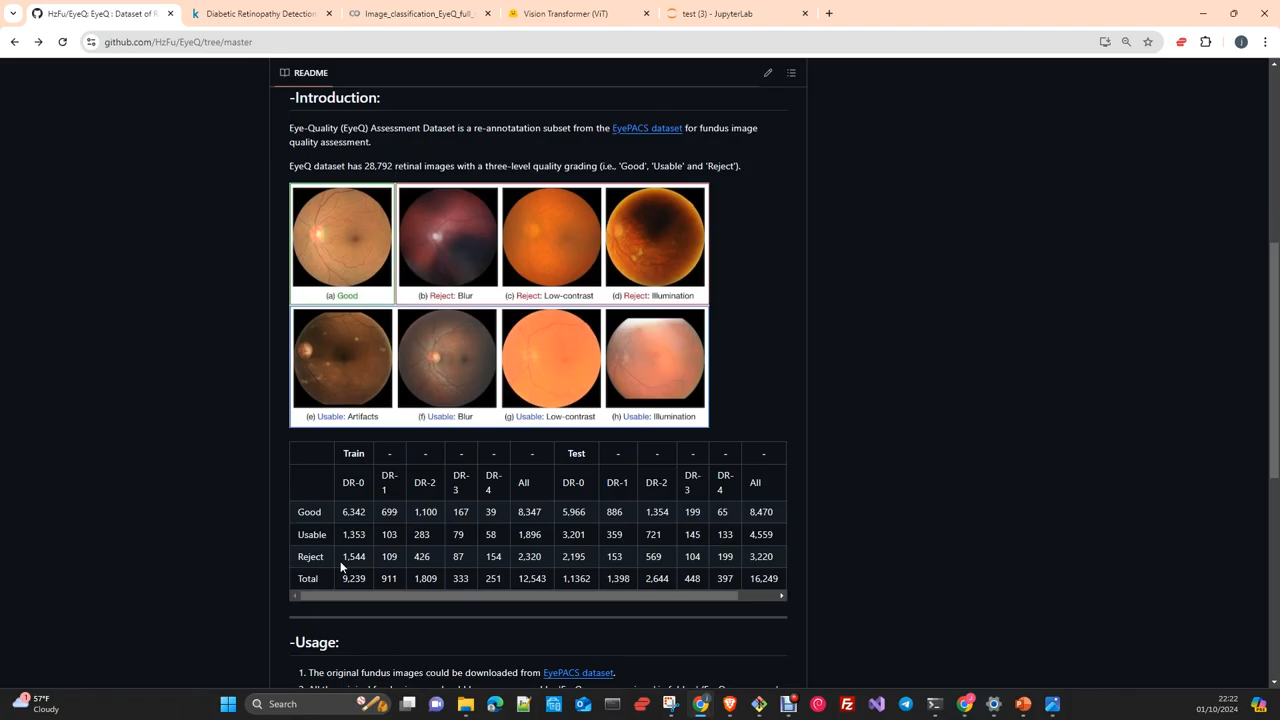 HzFu/EyeQ: EyeQ : Dataset of R
Diabetic Retinopathy Detection
Image_classification_EyeQ_full_
Vision Transformer (ViT)
test (3) - JupyterLab
github.com/HzFu/EyeQ/tree/master
README
-Introduction:
Eye-Quality (EyeQ) Assessment Dataset is a re-annotatation subset from the EyePACS dataset for fundus image
quality assessment.
EyeQ dataset has 28,792 retinal images with a three-level quality grading (i.e., 'Good', 'Usable' and 'Reject').
(a) Good (b) Reject: Blur (c) Reject: Low-contrast (d) Reject: Illumination
(e) Usable: Artifacts (f) Usable: Blur (g) Usable: Low-contrast (h) Usable: Illumination
Train - - - - - Test - - - - -
DR-0 DR-1 DR-2 DR-3 DR-4 All DR-0 DR-1 DR-2 DR-3 DR-4 All
Good 6,342 699 1,100 167 39 8,347 5,966 886 1,354 199 65 8,470
Usable 1,353 103 283 79 58 1,896 3,201 359 721 145 133 4,559
Reject 1,544 109 426 87 154 2,320 2,195 153 569 104 199 3,220
Total 9,239 911 1,809 333 251 12,543 1,1362 1,398 2,644 448 397 16,249
-Usage:
1. The original fundus images could be downloaded from EyePACS dataset.
57°F
Cloudy
Search
22:22
01/10/2024